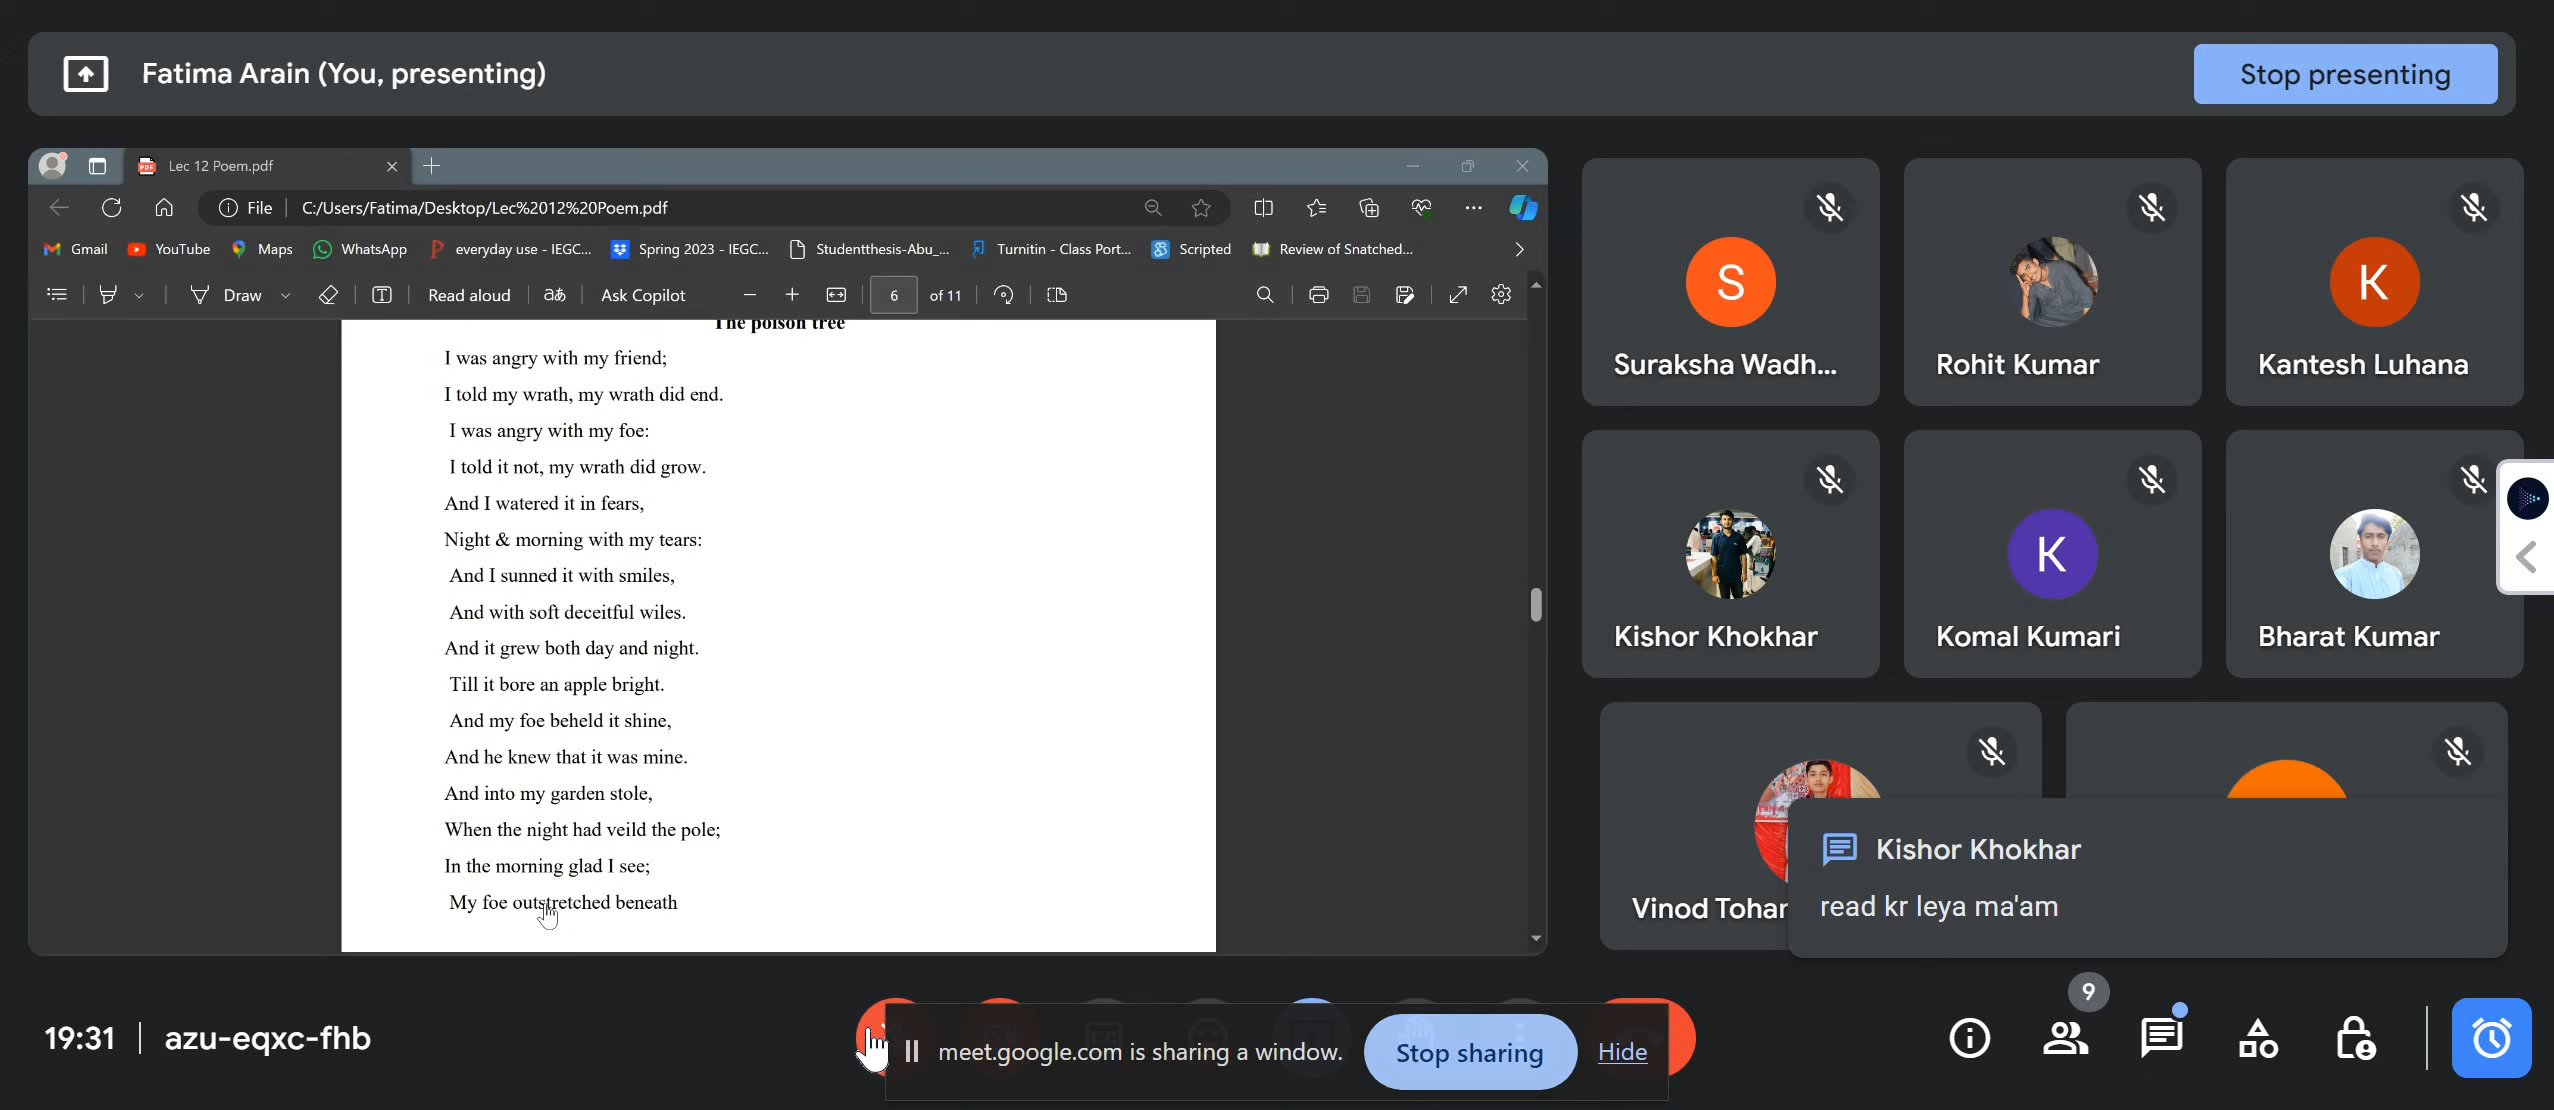 Fatima Arain (You, presenting)
Stop presenting
Lec 12 Poem.pdf
File
C:/Users/Fatima/Desktop/Lec%2012%20Poem.pdf
Gmail
YouTube
Maps
WhatsApp
everyday use - IEGC...
Spring 2023 - IEGC...
Studentthesis-Abu_...
Turnitin - Class Port...
Scripted
Review of Snatched...
Draw
Read aloud
aあ
Ask Copilot
6
of 11
The poison tree
I was angry with my friend;
I told my wrath, my wrath did end.
I was angry with my foe:
I told it not, my wrath did grow.
And I watered it in fears,
Night & morning with my tears:
And I sunned it with smiles,
And with soft deceitful wiles.
And it grew both day and night.
Till it bore an apple bright.
And my foe beheld it shine,
And he knew that it was mine.
And into my garden stole,
When the night had veild the pole;
In the morning glad I see;
My foe outstretched beneath
S
Suraksha Wadh...
Rohit Kumar
K
Kantesh Luhana
Kishor Khokhar
K
Komal Kumari
Bharat Kumar
Vinod Tohar
Kishor Khokhar
read kr leya ma'am
19:31
azu-eqxc-fhb
meet.google.com is sharing a window.
Stop sharing
Hide
9